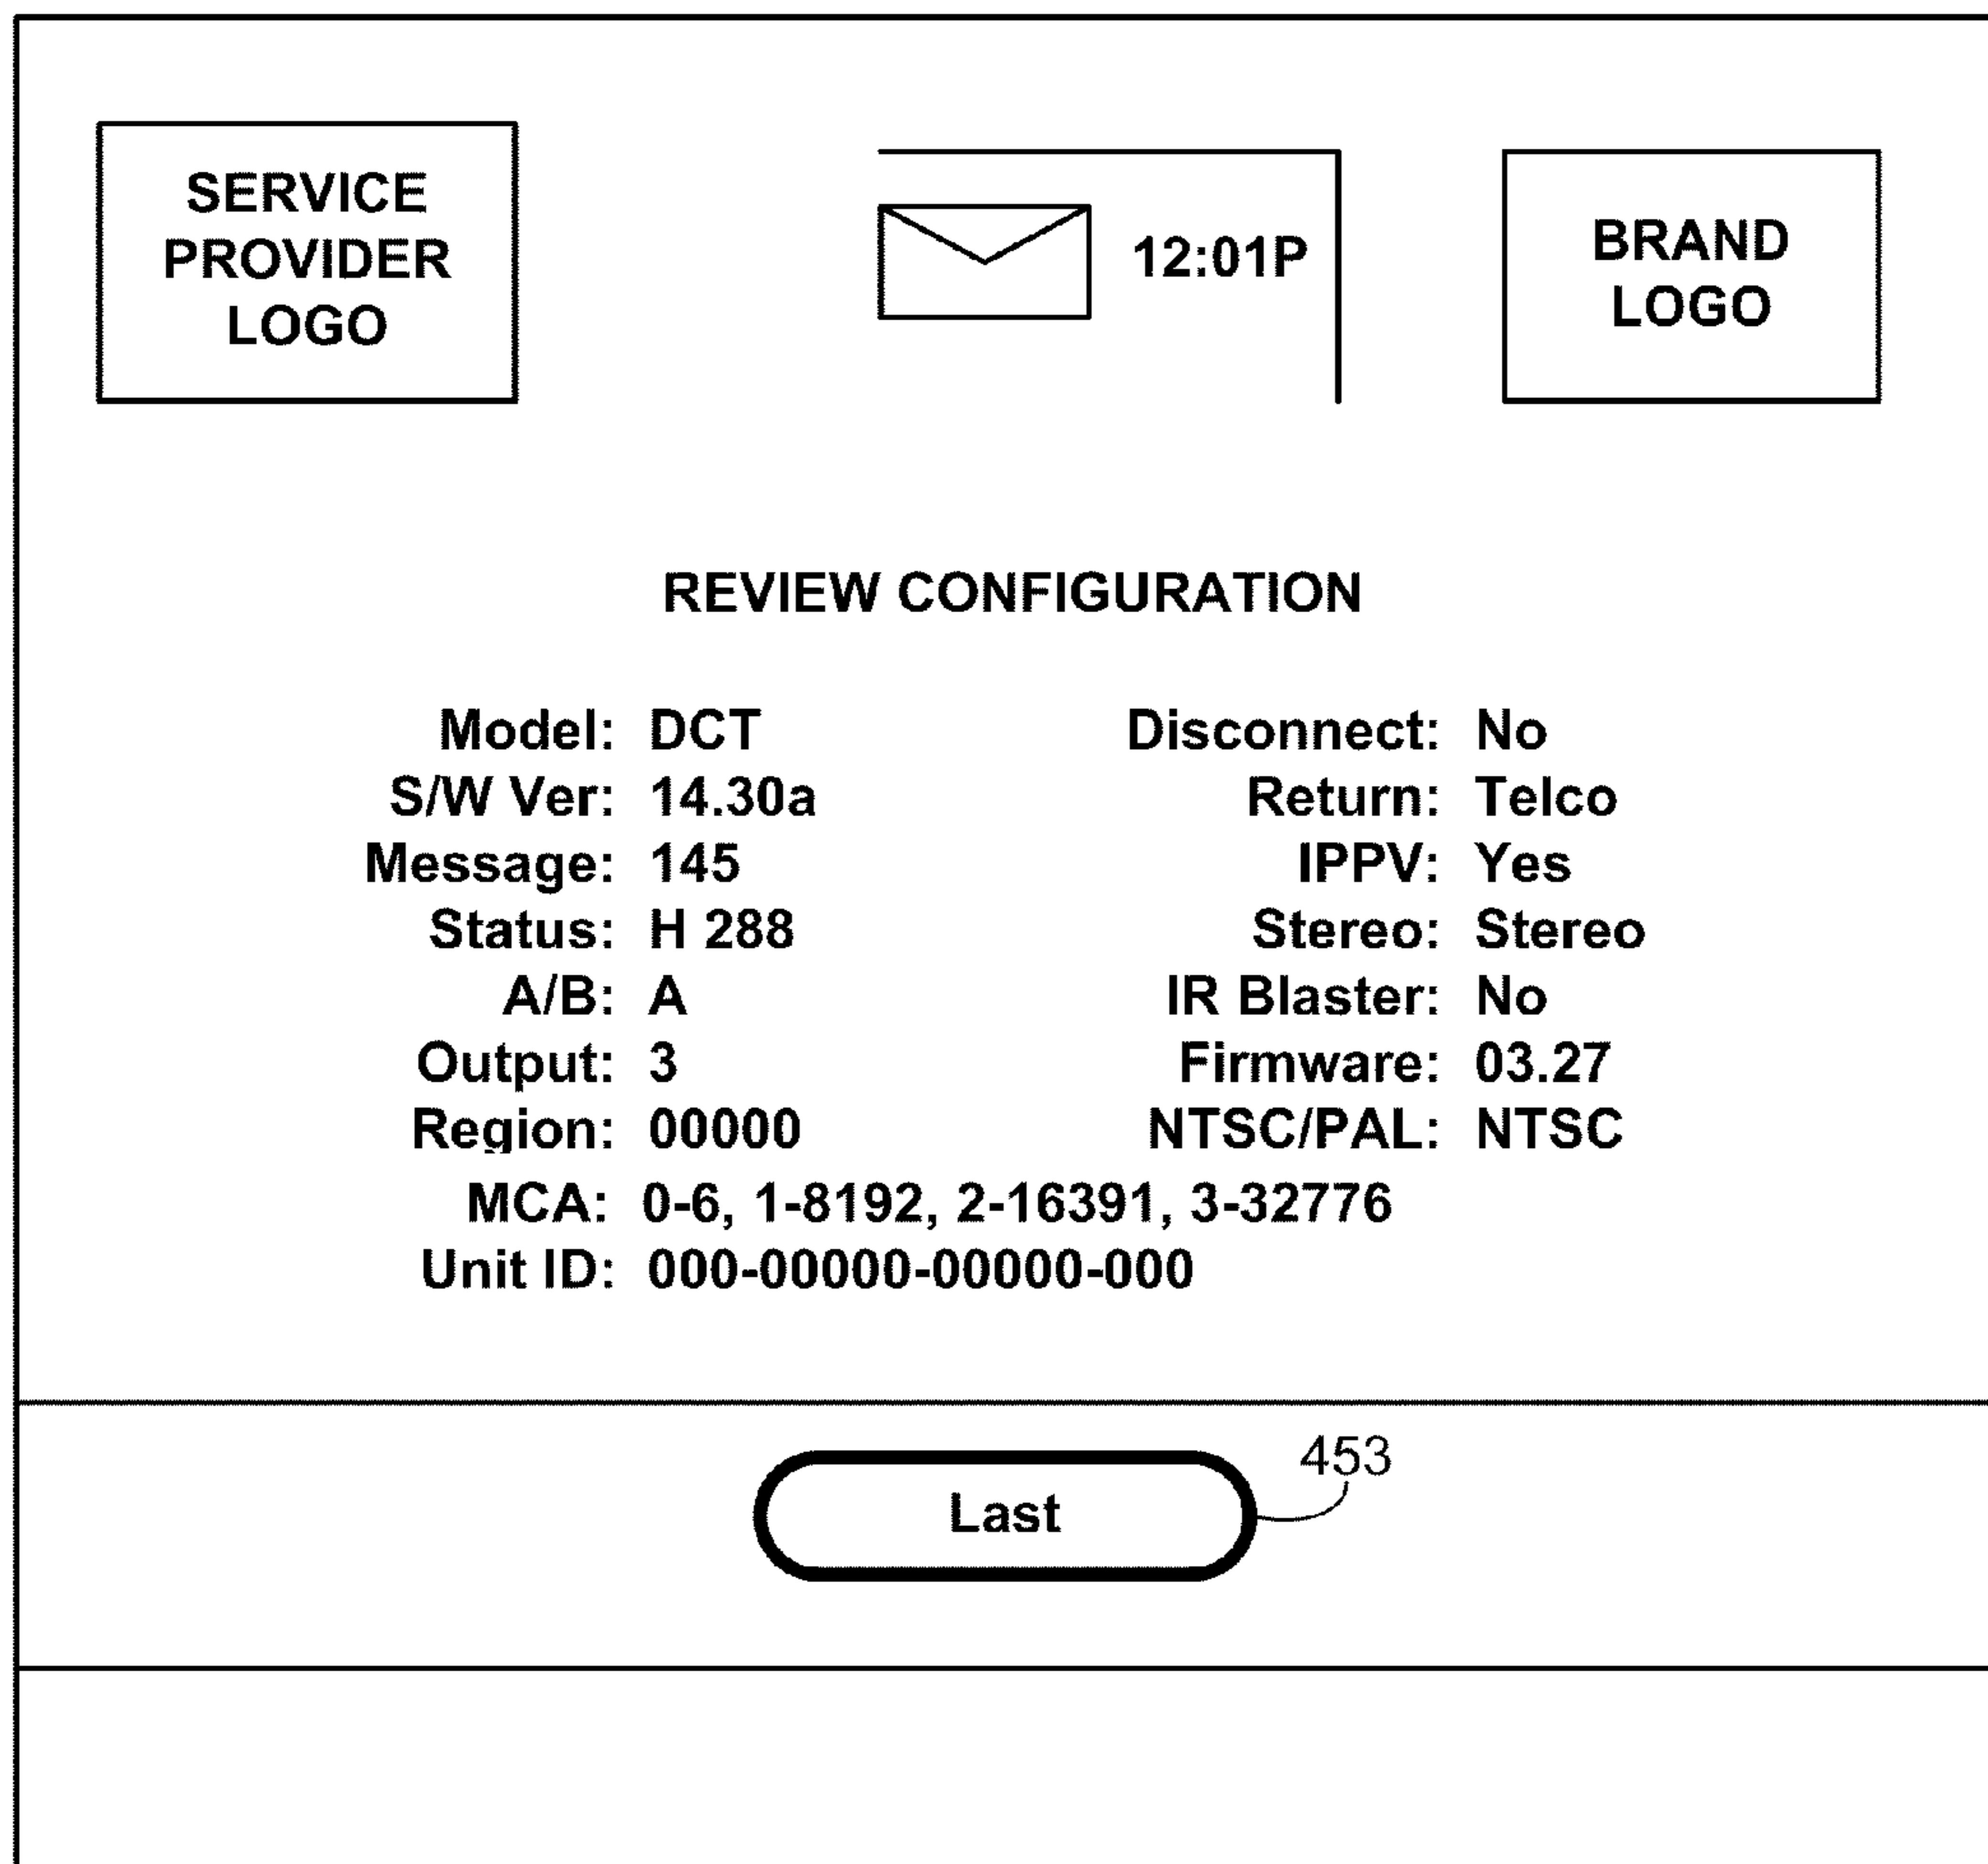 SERVICE
PROVIDER
LOGO
12:01P
BRAND
LOGO
REVIEW CONFIGURATION
Model: DCT
S/W Ver: 14.30a
Message: 145
Status: H 288
A/B: A
Output: 3
Region: 00000
Disconnect: No
Return: Telco
IPPV: Yes
Stereo: Stereo
IR Blaster: No
Firmware: 03.27
NTSC/PAL: NTSC
MCA: 0-6, 1-8192, 2-16391, 3-32776
Unit ID: 000-00000-00000-000
Last
453